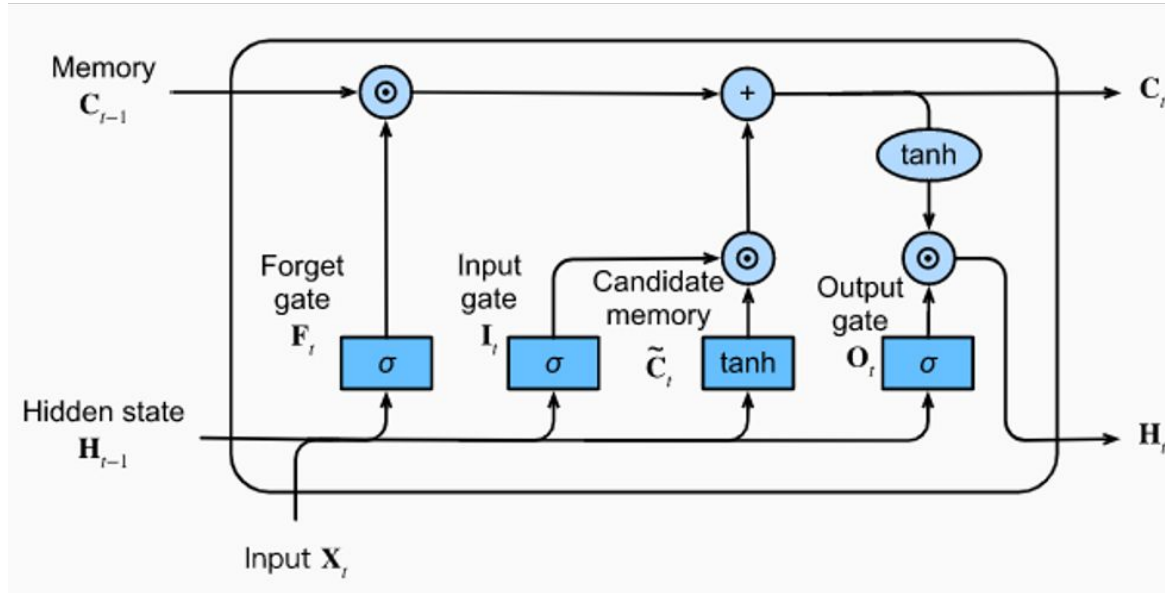 Memory
C_{t-1}
⊙
+
C_t
tanh
⊙
⊙
Forget
gate
F_t
Input
gate
I_t
Candidate
memory
C̃_t
Output
gate
O_t
σ
σ
tanh
σ
Hidden state
H_{t-1}
H_t
Input X_t